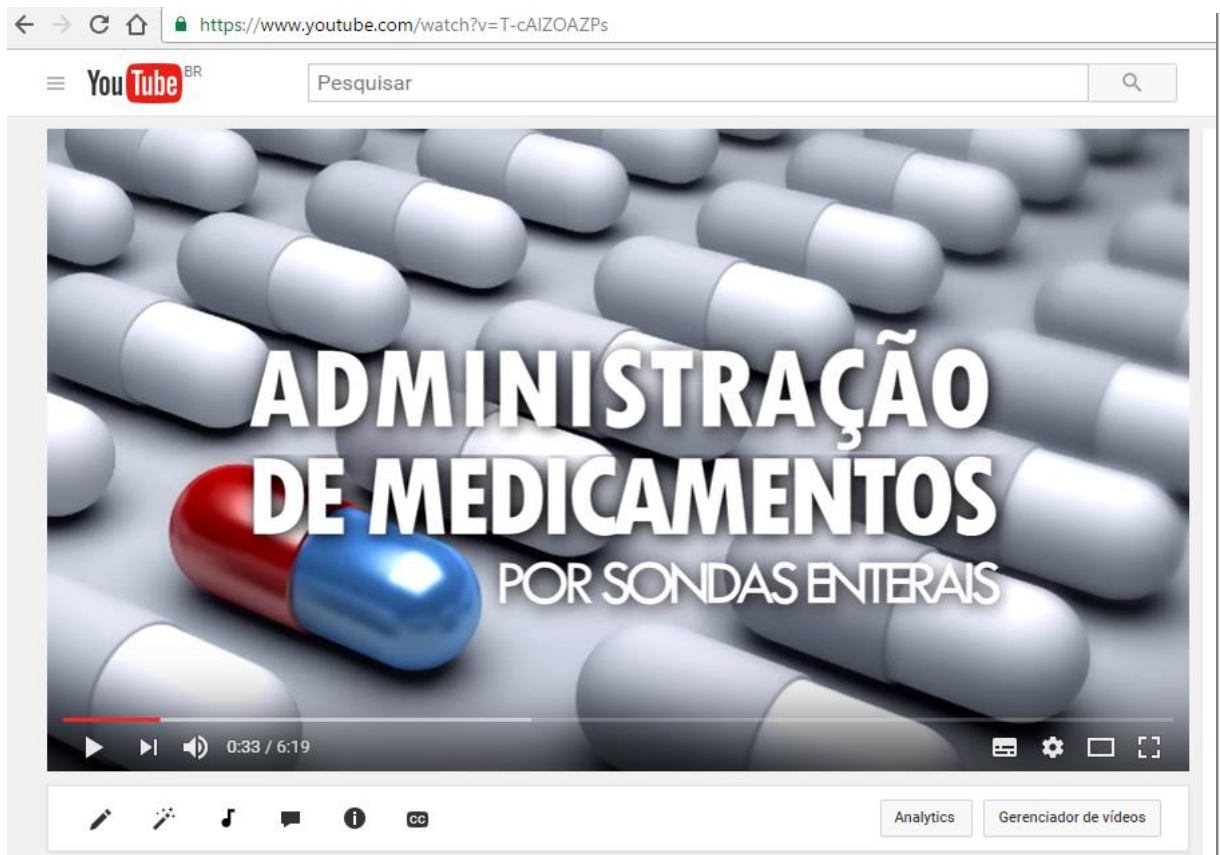 https://www.youtube.com/watch?v=T-cAlZOAZPs
YouTube BR
Pesquisar
ADMINISTRAÇÃO
DE MEDICAMENTOS
POR SONDAS ENTERAIS
0:33 / 6:19
CC
Analytics
Gerenciador de vídeos